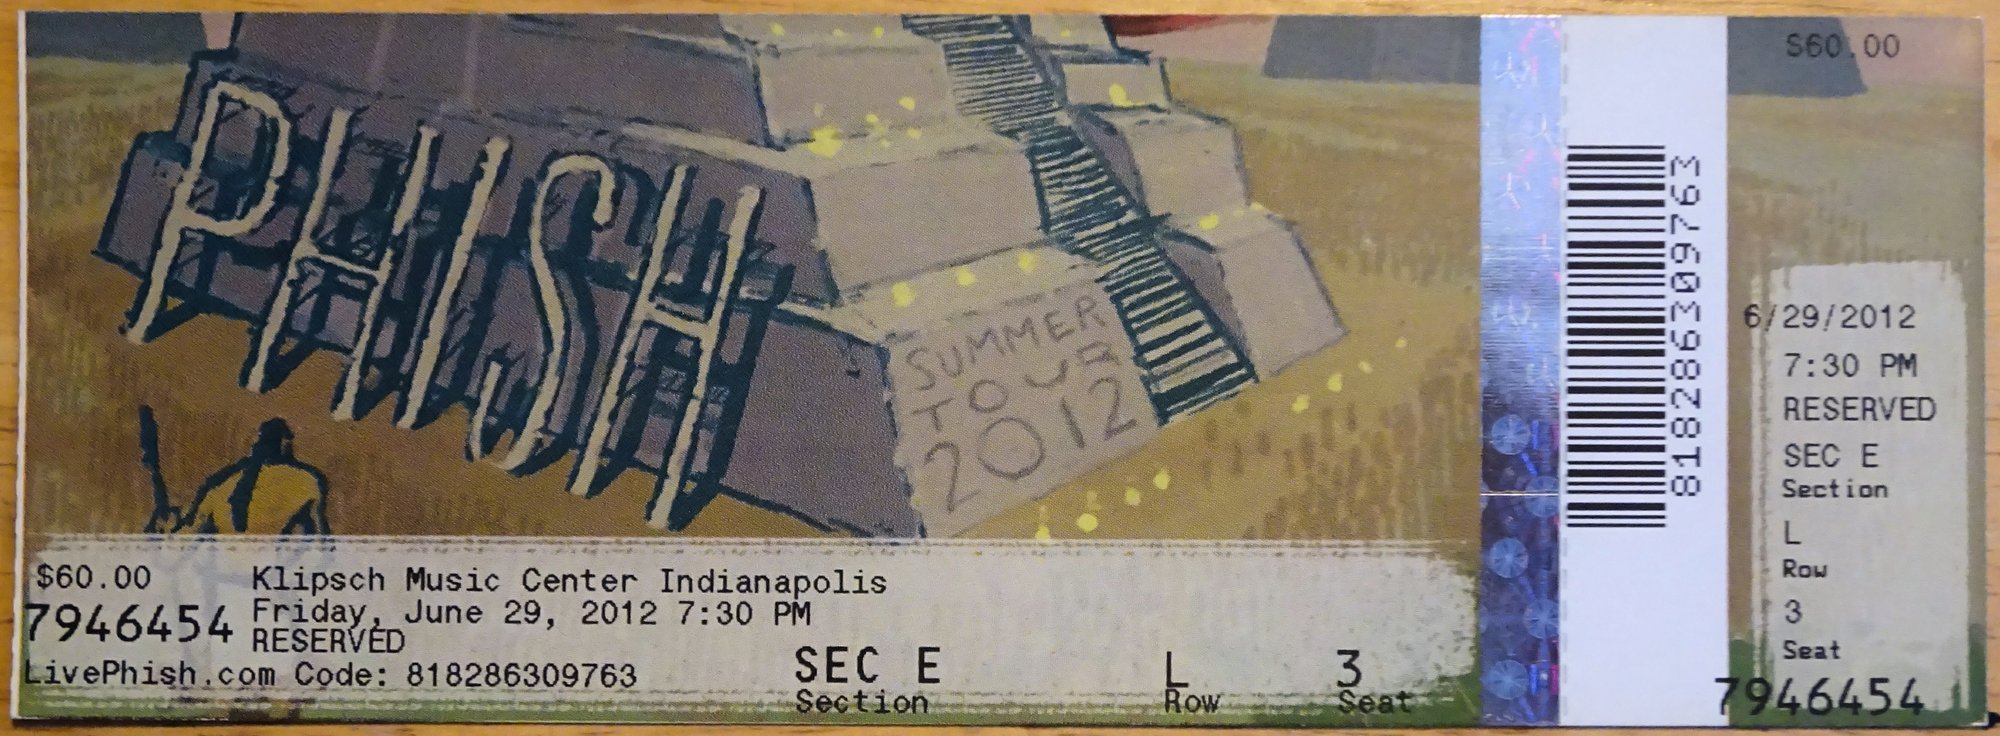 PHISH
SUMMER
TOUR
2012
$60.00
7946454
Klipsch Music Center Indianapolis
Friday, June 29, 2012 7:30 PM
RESERVED
LivePhish.com Code: 818286309763
SEC E
Section
L
Row
3
Seat
818286309763
$60.00
6/29/2012
7:30 PM
RESERVED
SEC E
Section
L
Row
3
Seat
7946454